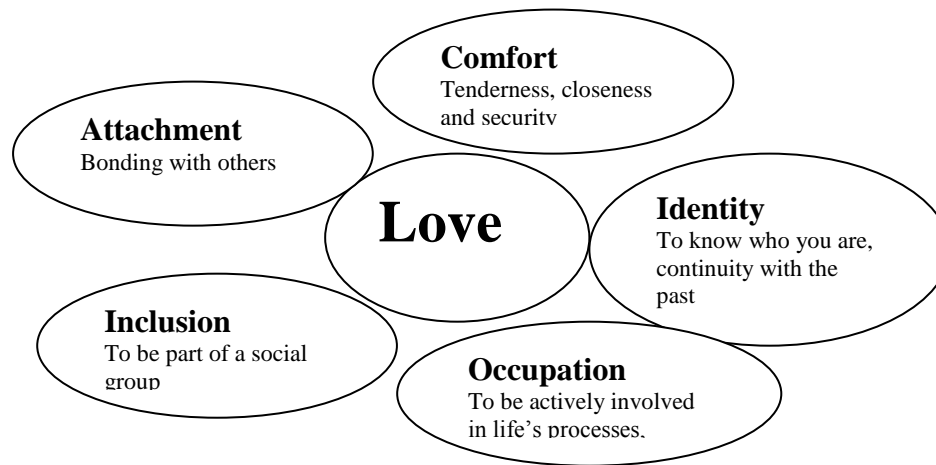 Comfort
Tenderness, closeness
and security
Attachment
Bonding with others
Love
Identity
To know who you are,
continuity with the
past
Inclusion
To be part of a social
group
Occupation
To be actively involved
in life's processes,